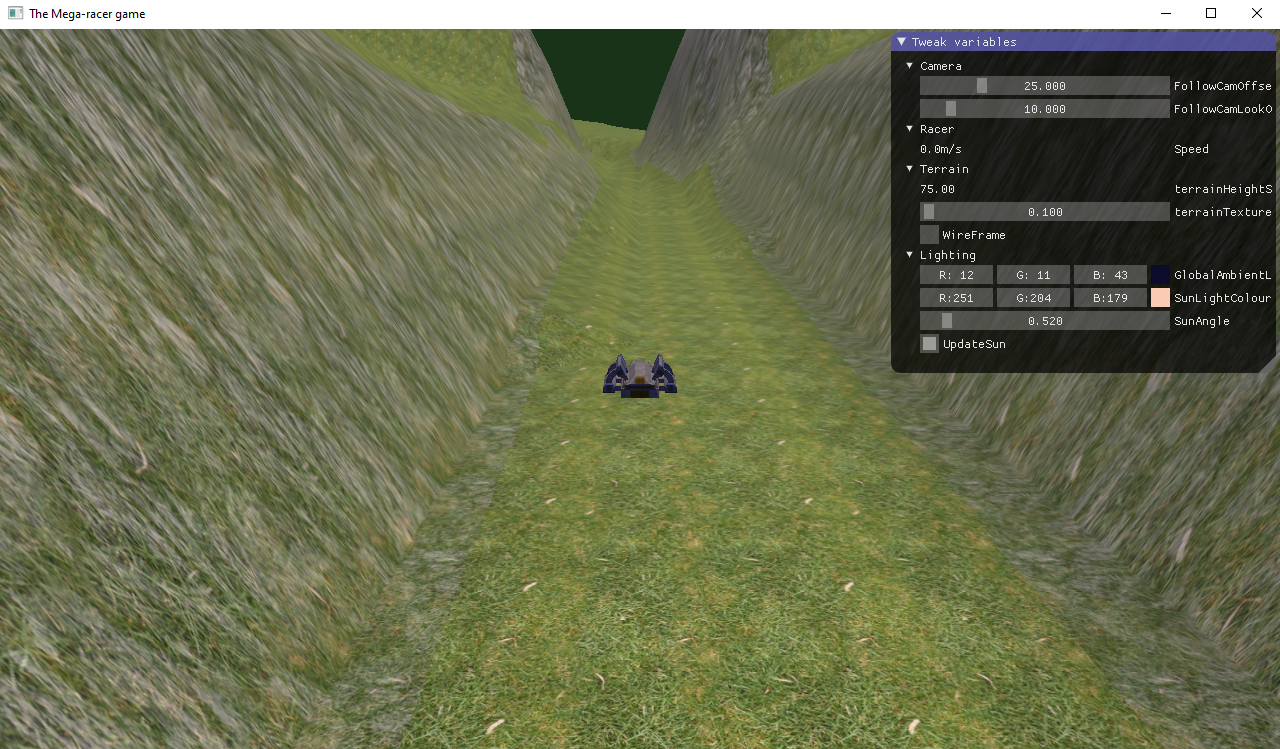 The Mega-racer game
Tweak variables
Camera
25.000 FollowCamOffse
10.000 FollowCamLookO
Racer
0.0m/s Speed
Terrain
75.00 terrainHeightS
0.100 terrainTexture
WireFrame
Lighting
R: 12 G: 11 B: 43 GlobalAmbientL
R:251 G:204 B:179 SunLightColour
0.520 SunAngle
UpdateSun